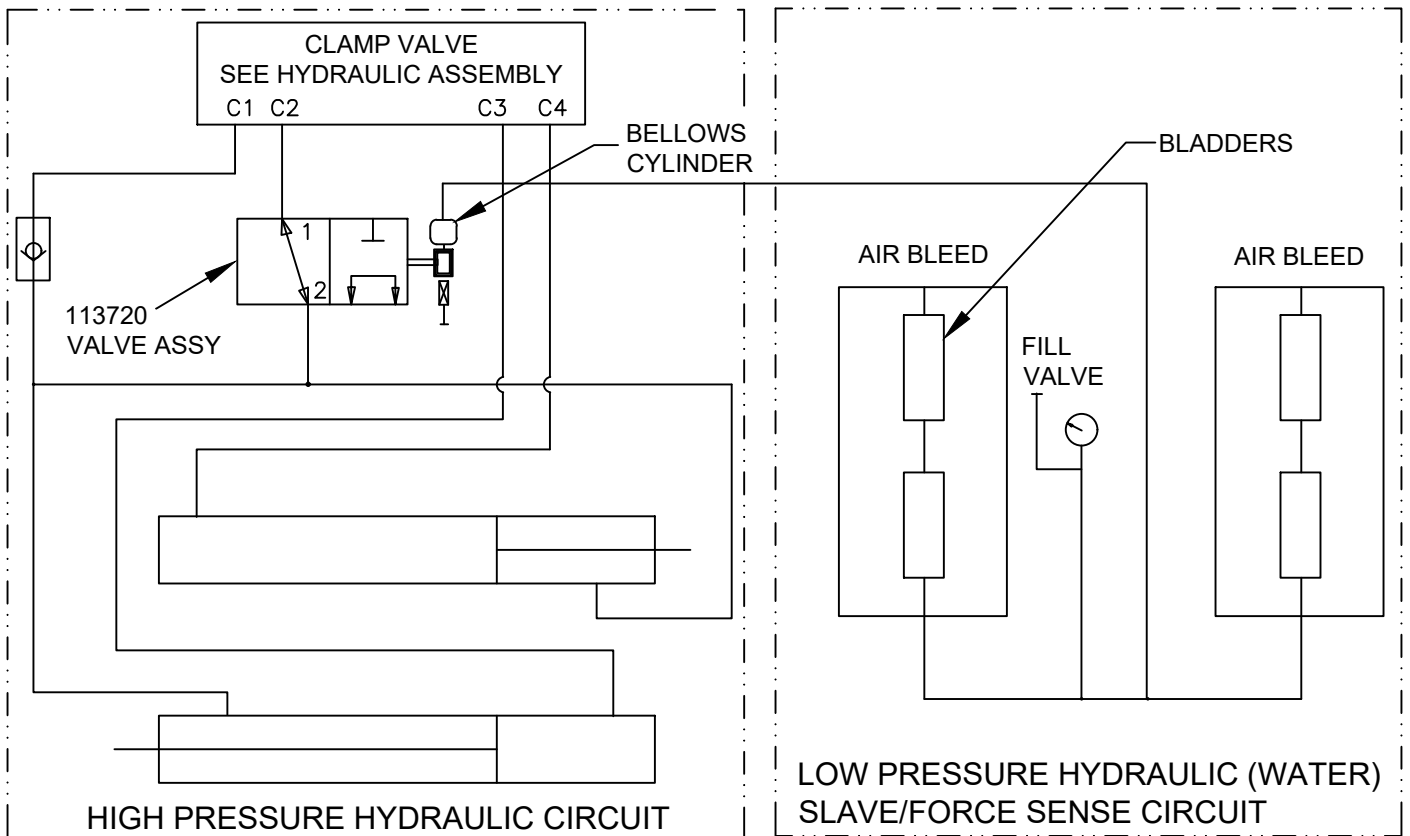 CLAMP VALVE
SEE HYDRAULIC ASSEMBLY
C1 C2 C3 C4
BELLOWS
CYLINDER
BLADDERS
1
2
113720
VALVE ASSY
AIR BLEED
AIR BLEED
FILL
VALVE
HIGH PRESSURE HYDRAULIC CIRCUIT
LOW PRESSURE HYDRAULIC (WATER)
SLAVE/FORCE SENSE CIRCUIT